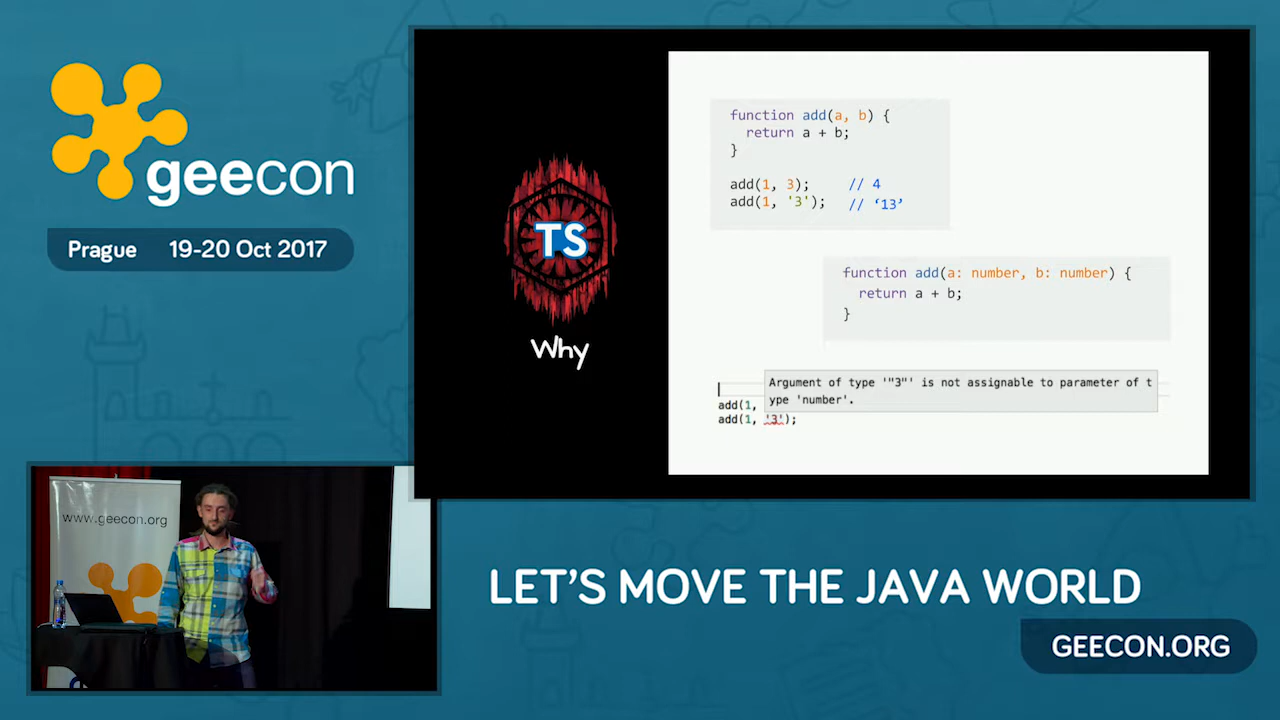 geecon
Prague 19-20 Oct 2017
TS
Why
function add(a, b) {
return a + b;
}
add(1, 3); // 4
add(1, '3'); // ‘13’
function add(a: number, b: number) {
return a + b;
}
Argument of type '"3"' is not assignable to parameter of t
ype 'number'.
add(1,
add(1, '3');
www.geecon.org
LET’S MOVE THE JAVA WORLD
GEECON.ORG